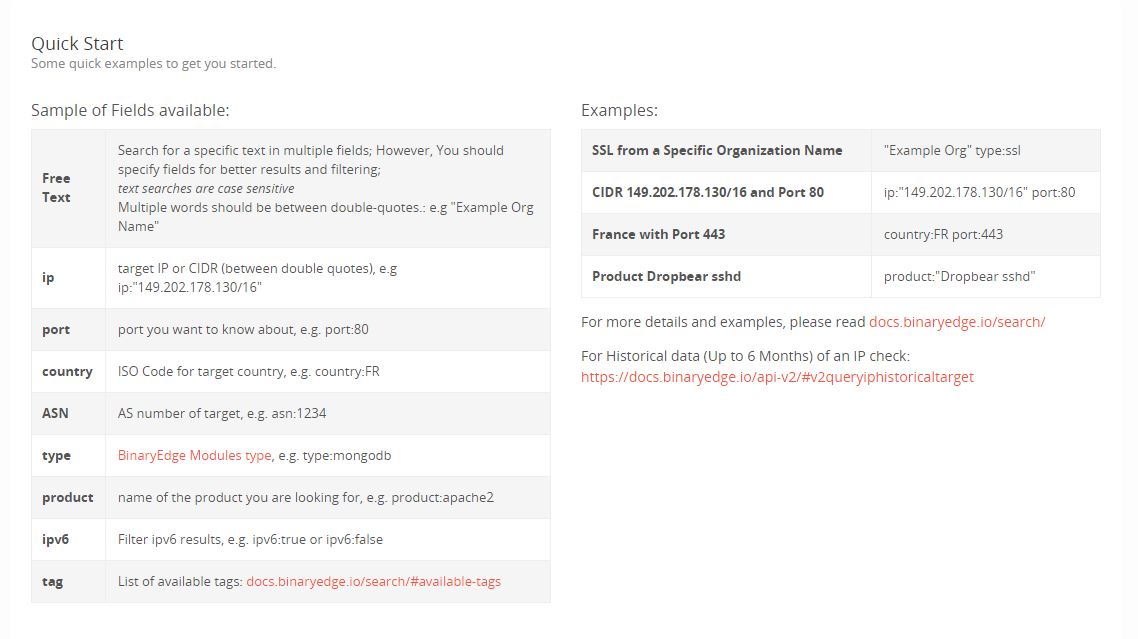 Quick Start
Some quick examples to get you started.
Sample of Fields available:
Free
Text
Search for a specific text in multiple fields; However, You should
specify fields for better results and filtering;
text searches are case sensitive
Multiple words should be between double-quotes.: e.g "Example Org
Name"
ip
target IP or CIDR (between double quotes), e.g
ip:"149.202.178.130/16"
port
port you want to know about, e.g. port:80
country
ISO Code for target country, e.g. country:FR
ASN
AS number of target, e.g. asn:1234
type
BinaryEdge Modules type, e.g. type:mongodb
product
name of the product you are looking for, e.g. product:apache2
ipv6
Filter ipv6 results, e.g. ipv6:true or ipv6:false
tag
List of available tags: docs.binaryedge.io/search/#available-tags
Examples:
SSL from a Specific Organization Name
"Example Org" type:ssl
CIDR 149.202.178.130/16 and Port 80
ip:"149.202.178.130/16" port:80
France with Port 443
country:FR port:443
Product Dropbear sshd
product:"Dropbear sshd"
For more details and examples, please read docs.binaryedge.io/search/
For Historical data (Up to 6 Months) of an IP check:
https://docs.binaryedge.io/api-v2/#v2queryiphistoricaltarget